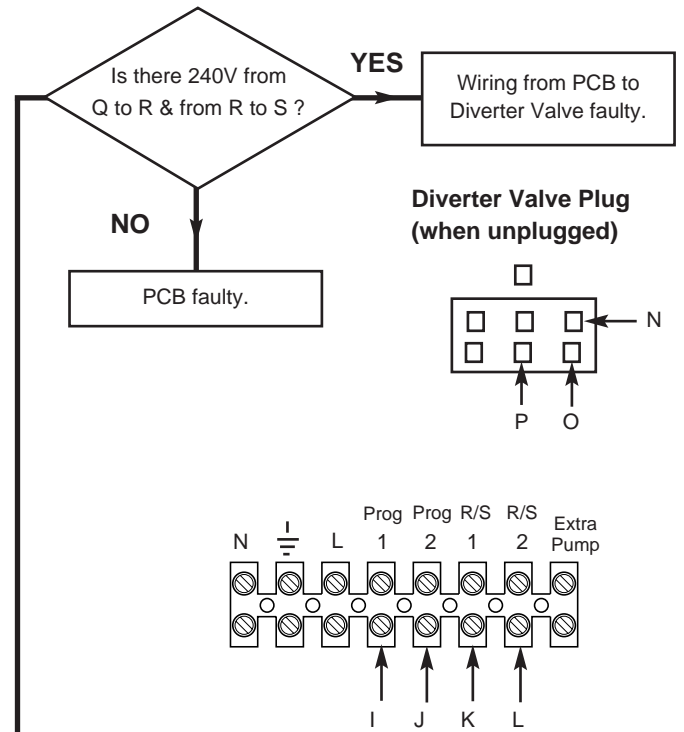 Is there 240V from
Q to R & from R to S ?
YES
Wiring from PCB to
Diverter Valve faulty.
NO
PCB faulty.
Diverter Valve Plug
(when unplugged)
N
P O
Prog Prog R/S R/S Extra
N L 1 2 1 2 Pump
I J K L